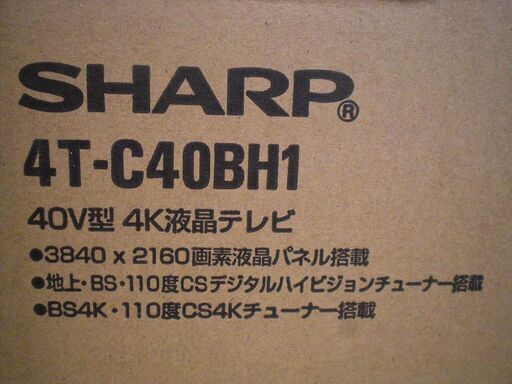 SHARP®
4T-C40BH1
40V型 4K液晶テレビ
●3840 x 2160画素液晶パネル搭載
●地上・BS・110度CSデジタルハイビジョンチューナー搭載
●BS4K・110度CS4Kチューナー搭載